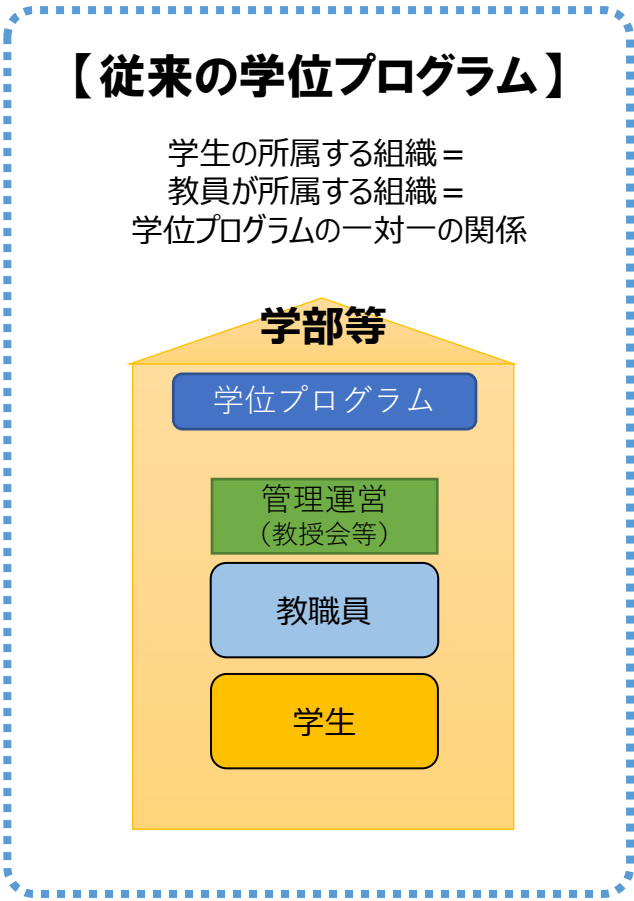 【従来の学位プログラム】
学生の所属する組織＝
教員が所属する組織＝
学位プログラムの一対一の関係
学部等
学位プログラム
管理運営
（教授会等）
教職員
学生